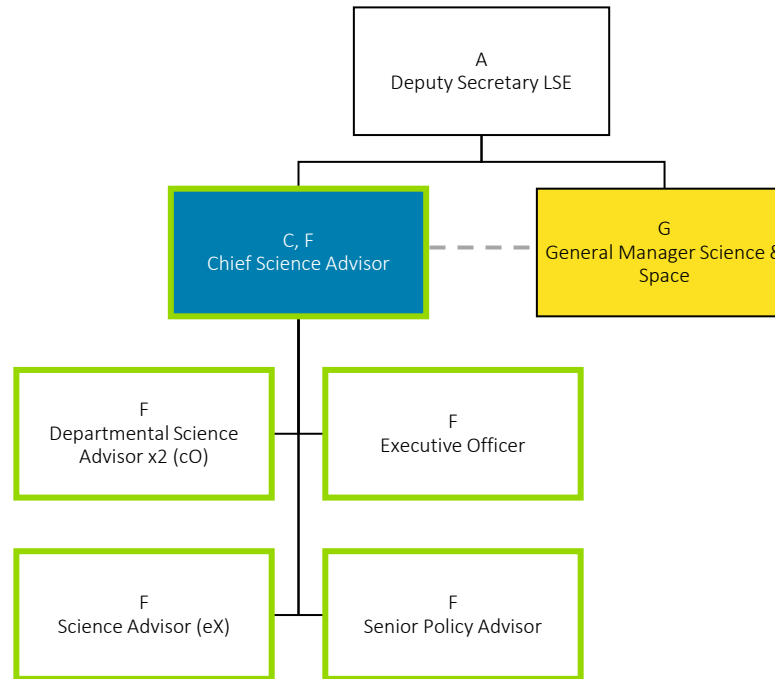 A
Deputy Secretary LSE
C, F
Chief Science Advisor
G
General Manager Science &
Space
F
Departmental Science
Advisor x2 (cO)
F
Executive Officer
F
Science Advisor (eX)
F
Senior Policy Advisor